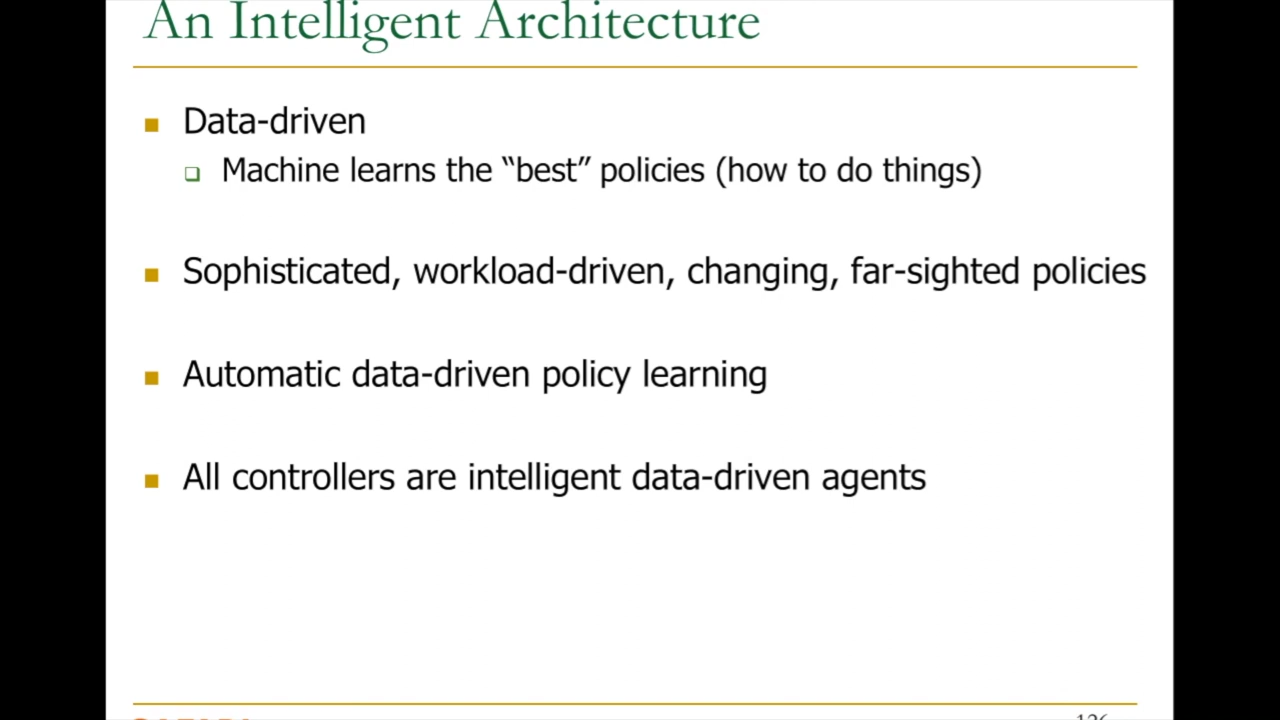 An Intelligent Architecture
Data-driven
Machine learns the “best” policies (how to do things)
Sophisticated, workload-driven, changing, far-sighted policies
Automatic data-driven policy learning
All controllers are intelligent data-driven agents